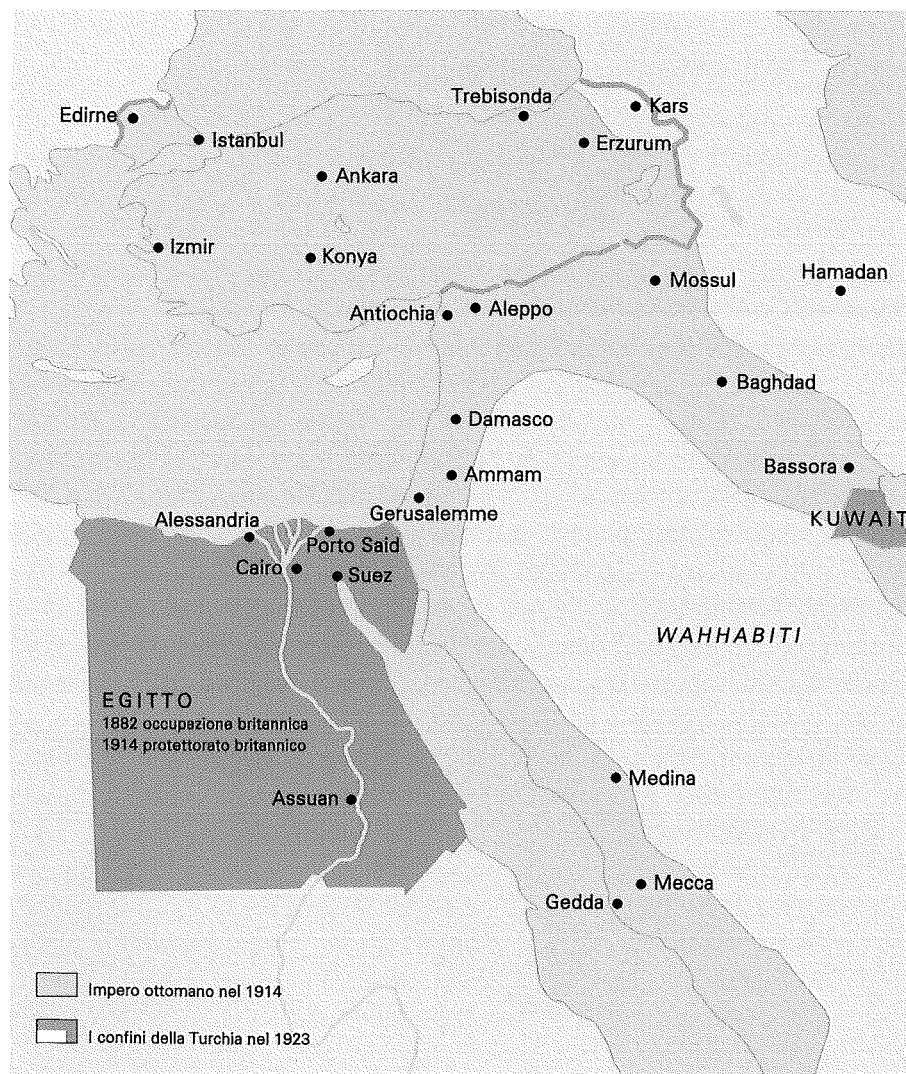 Trebisonda
Kars
Edirne
Istanbul
Erzurum
Ankara
Izmir
Konya
Mossul
Hamadan
Antiochia
Aleppo
Baghdad
Damasco
Bassora
Ammam
Gerusalemme
KUWAIT
Alessandria
Porto Said
Cairo
Suez
WAHHABITI
EGITTO
1882 occupazione britannica
1914 protettorato britannico
Medina
Assuan
Mecca
Gedda
Impero ottomano nel 1914
I confini della Turchia nel 1923